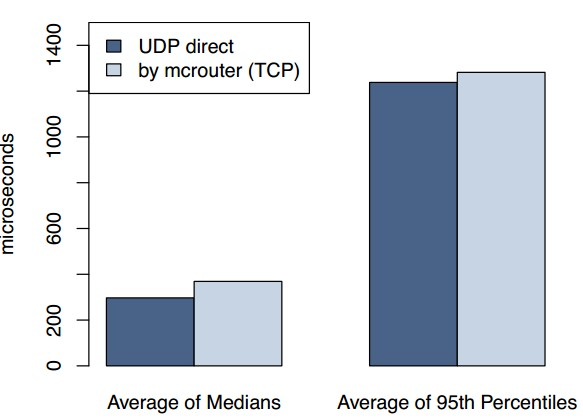 UDP direct
by mcrouter (TCP)
microseconds
1400
1000
600
200
0
Average of Medians
Average of 95th Percentiles